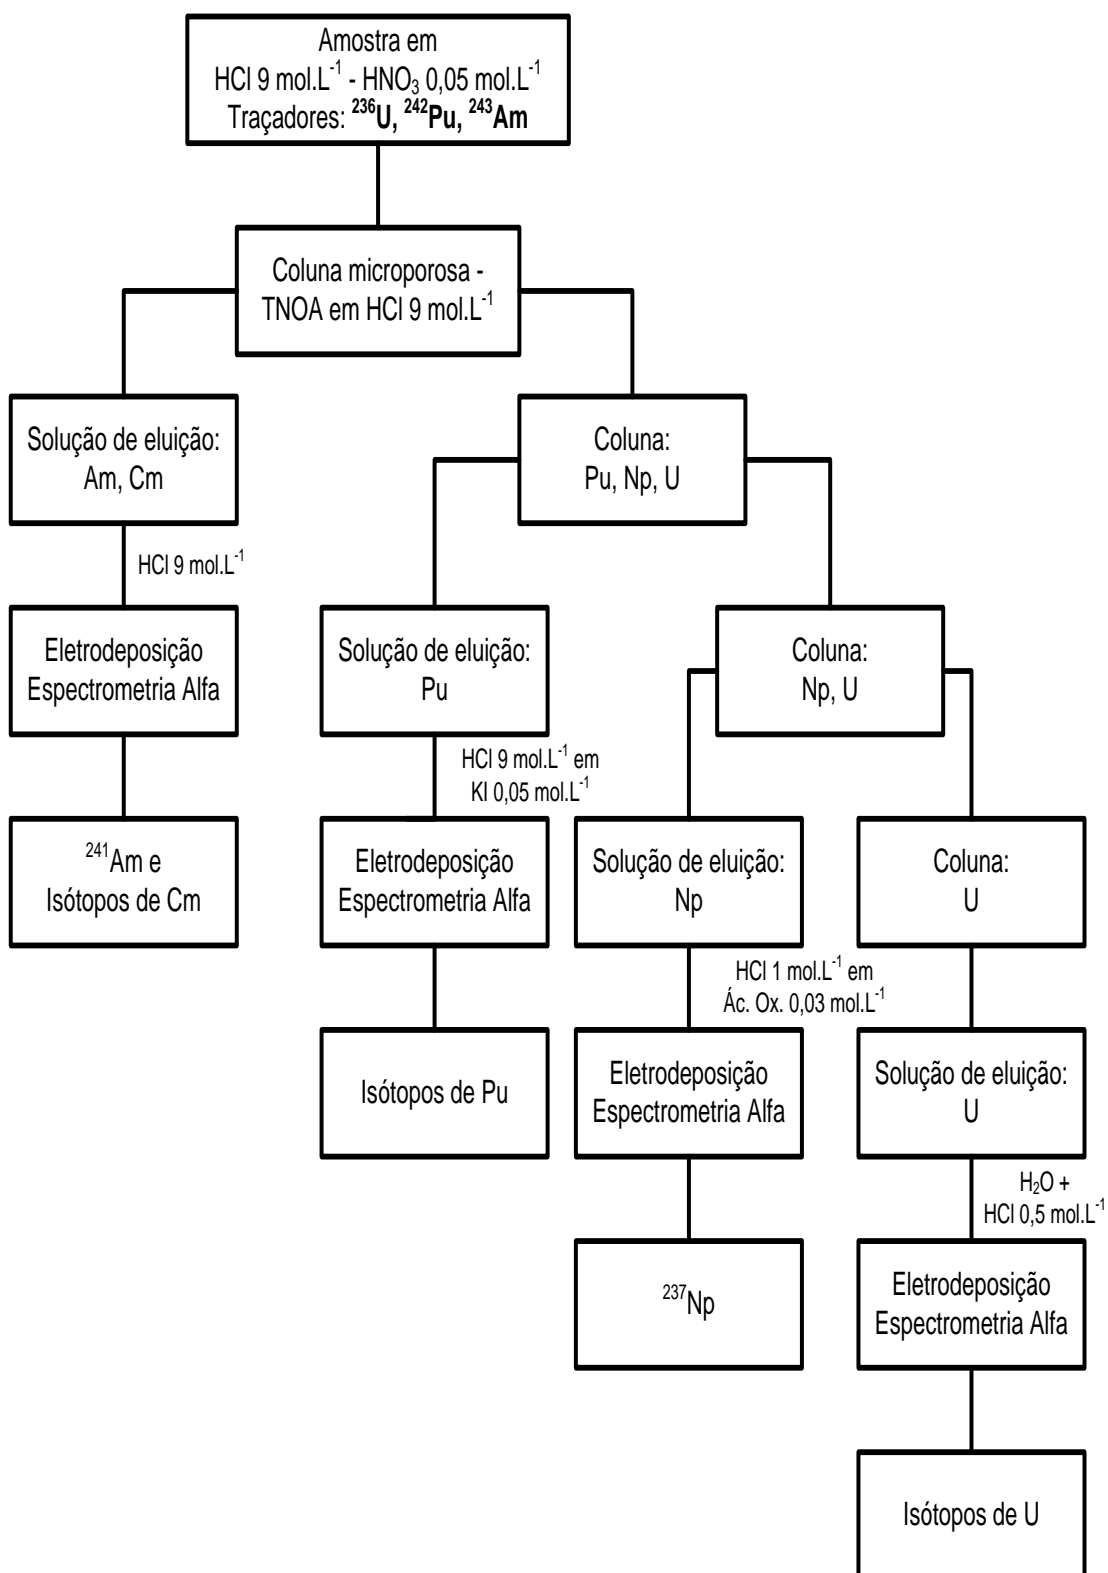 Amostra em
HCl 9 mol.L⁻¹ - HNO₃ 0,05 mol.L⁻¹
Traçadores: ²³⁶U, ²⁴²Pu, ²⁴³Am
Coluna microporosa -
TNOA em HCl 9 mol.L⁻¹
Solução de eluição:
Am, Cm
Coluna:
Pu, Np, U
HCl 9 mol.L⁻¹
Eletrodeposição
Espectrometria Alfa
Solução de eluição:
Pu
Coluna:
Np, U
HCl 9 mol.L⁻¹ em
KI 0,05 mol.L⁻¹
²⁴¹Am e
Isótopos de Cm
Eletrodeposição
Espectrometria Alfa
Solução de eluição:
Np
Coluna:
U
HCl 1 mol.L⁻¹ em
Ác. Ox. 0,03 mol.L⁻¹
Isótopos de Pu
Eletrodeposição
Espectrometria Alfa
Solução de eluição:
U
H₂O +
HCl 0,5 mol.L⁻¹
²³⁷Np
Eletrodeposição
Espectrometria Alfa
Isótopos de U